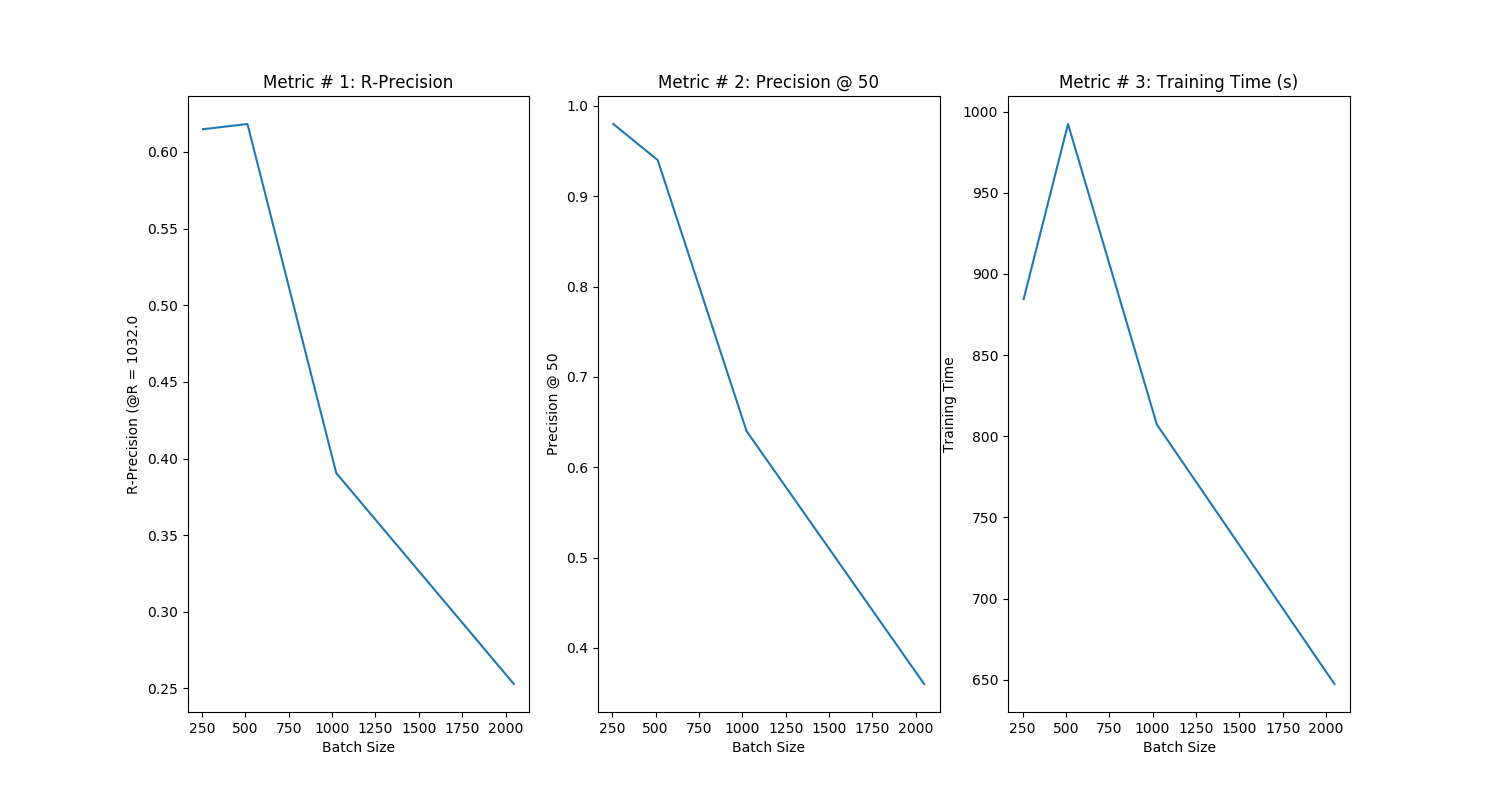 Metric # 1: R-Precision
R-Precision (@R = 1032.0
0.60
0.55
0.50
0.45
0.40
0.35
0.30
0.25
250 500 750 1000 1250 1500 1750 2000
Batch Size
Metric # 2: Precision @ 50
Precision @ 50
1.0
0.9
0.8
0.7
0.6
0.5
0.4
250 500 750 1000 1250 1500 1750 2000
Batch Size
Metric # 3: Training Time (s)
Training Time
1000
950
900
850
800
750
700
650
250 500 750 1000 1250 1500 1750 2000
Batch Size